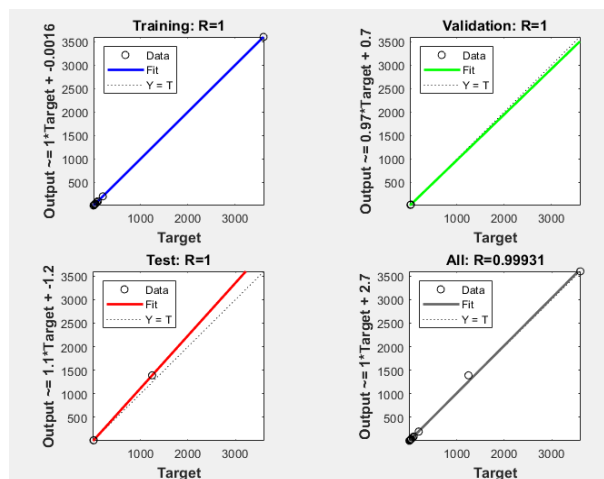 Training: R=1
Output ~= 1*Target + -0.0016
3500
3000
2500
2000
1500
1000
500
Data
Fit
Y = T
1000
2000
3000
Target
Validation: R=1
Output ~= 0.97*Target + 0.7
3500
3000
2500
2000
1500
1000
500
Data
Fit
Y = T
1000
2000
3000
Target
Test: R=1
Output ~= 1.1*Target + -1.2
3500
3000
2500
2000
1500
1000
500
Data
Fit
Y = T
1000
2000
3000
Target
All: R=0.99931
Output ~= 1*Target + 2.7
3500
3000
2500
2000
1500
1000
500
Data
Fit
Y = T
1000
2000
3000
Target